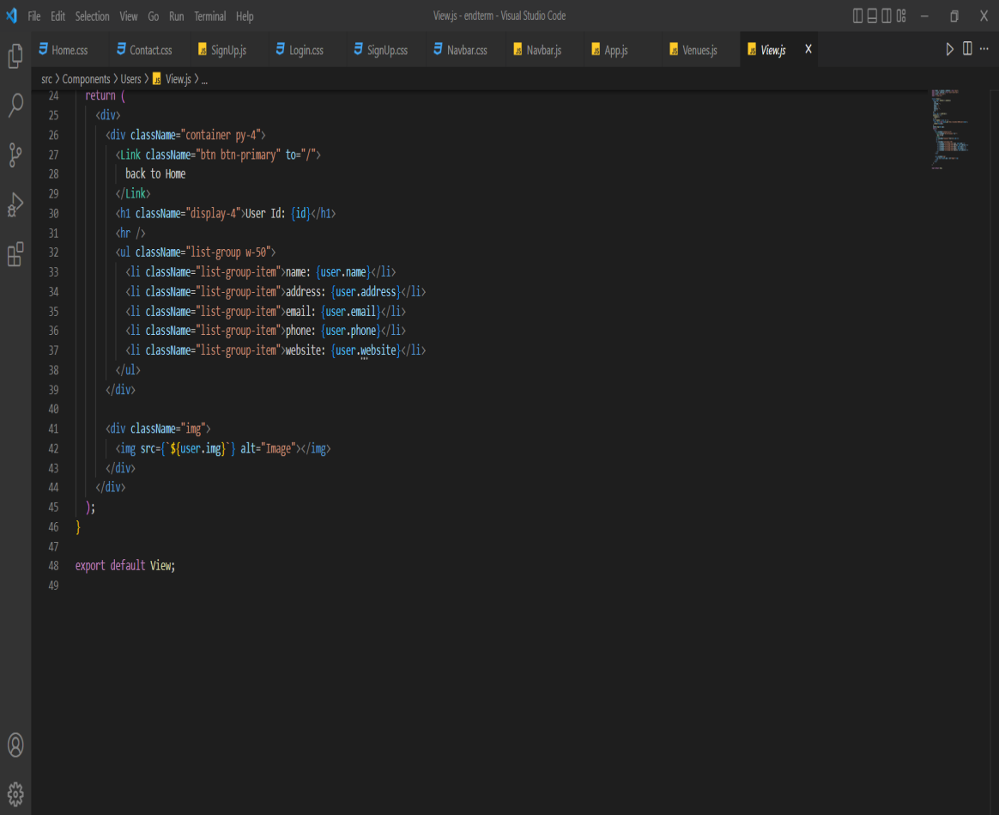 File Edit Selection View Go Run Terminal Help View.js - endterm - Visual Studio Code
Home.css Contact.css SignUp.js Login.css SignUp.css Navbar.css Navbar.js App.js Venues.js View.js X
src > Components > Users > View.js > ...
24 return (
25 <div>
26 <div className="container py-4">
27 <Link className="btn btn-primary" to="/">
28 back to Home
29 </Link>
30 <h1 className="display-4">User Id: {id}</h1>
31 <hr />
32 <ul className="list-group w-50">
33 <li className="list-group-item">name: {user.name}</li>
34 <li className="list-group-item">address: {user.address}</li>
35 <li className="list-group-item">email: {user.email}</li>
36 <li className="list-group-item">phone: {user.phone}</li>
37 <li className="list-group-item">website: {user.website}</li>
38 </ul>
39 </div>
40
41 <div className="img">
42 <img src={`${user.img}`} alt="Image"></img>
43 </div>
44 </div>
45 );
46 }
47
48 export default View;
49